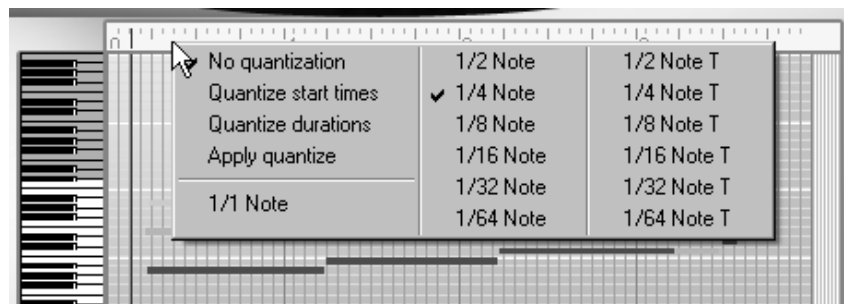 No quantization
Quantize start times
Quantize durations
Apply quantize
1/1 Note
1/2 Note
1/4 Note
1/8 Note
1/16 Note
1/32 Note
1/64 Note
1/2 Note T
1/4 Note T
1/8 Note T
1/16 Note T
1/32 Note T
1/64 Note T